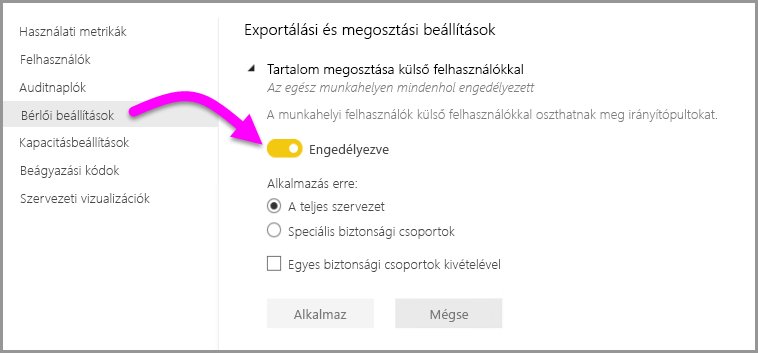 Használati metrikák
Felhasználók
Auditnaplók
Bérlői beállítások
Kapacitásbeállítások
Beágyazási kódok
Szervezeti vizualizációk
Exportálási és megosztási beállítások
Tartalom megosztása külső felhasználókkal
Az egész munkahelyen mindenhol engedélyezett
A munkahelyi felhasználók külső felhasználókkal oszthatnak meg irányítópultokat.
Engedélyezve
Alkalmazás erre:
A teljes szervezet
Speciális biztonsági csoportok
Egyes biztonsági csoportok kivételével
Alkalmaz
Mégse